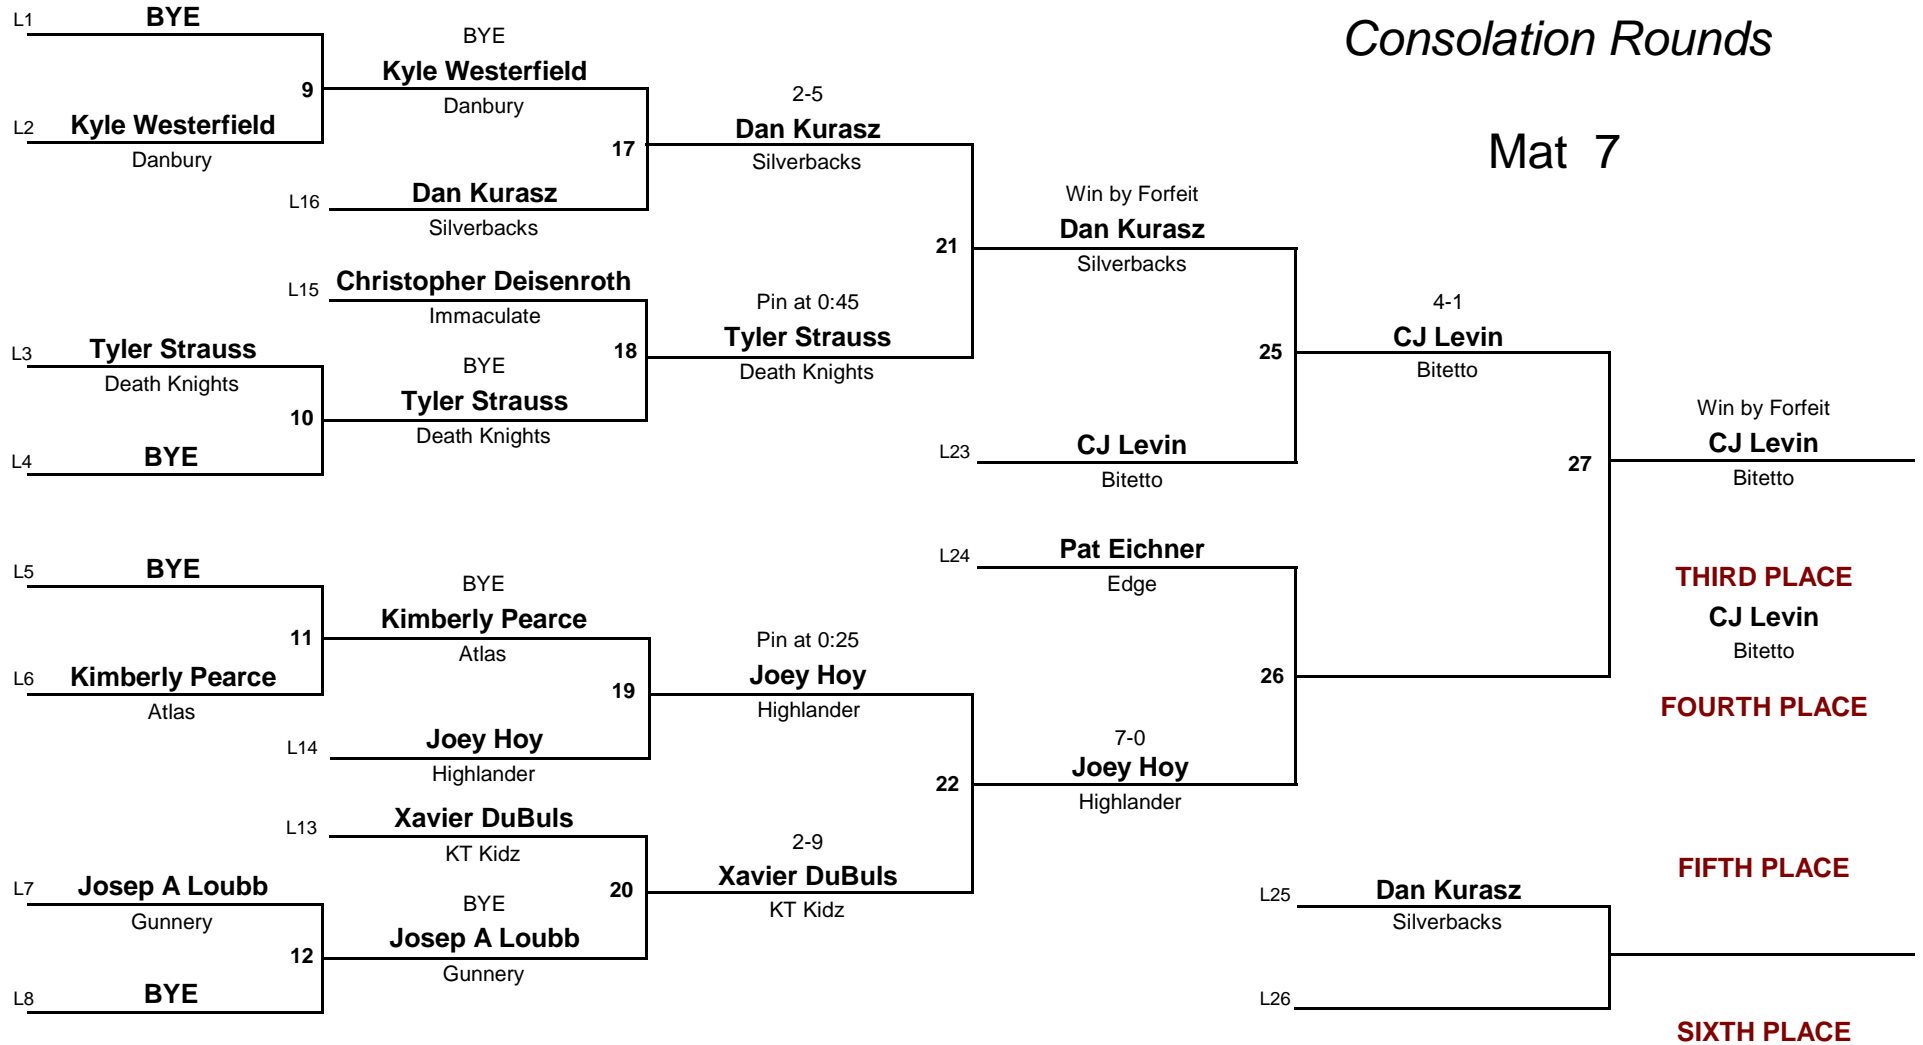 Consolation Rounds
Mat 7
L1 BYE
9
L2 Kyle Westerfield
Danbury
L3 Tyler Strauss
Death Knights
10
L4 BYE
L5 BYE
11
L6 Kimberly Pearce
Atlas
L7 Josep A Loubb
Gunnery
12
L8 BYE
BYE
Kyle Westerfield
Danbury
17
L16 Dan Kurasz
Silverbacks
L15 Christopher Deisenroth
Immaculate
18
BYE
Tyler Strauss
Death Knights
BYE
Kimberly Pearce
Atlas
19
L14 Joey Hoy
Highlander
L13 Xavier DuBuls
KT Kidz
20
BYE
Josep A Loubb
Gunnery
2-5
Dan Kurasz
Silverbacks
21
Pin at 0:45
Tyler Strauss
Death Knights
Pin at 0:25
Joey Hoy
Highlander
22
2-9
Xavier DuBuls
KT Kidz
Win by Forfeit
Dan Kurasz
Silverbacks
25
L23 CJ Levin
Bitetto
L24 Pat Eichner
Edge
26
7-0
Joey Hoy
Highlander
4-1
CJ Levin
Bitetto
27
Win by Forfeit
CJ Levin
Bitetto
THIRD PLACE
CJ Levin
Bitetto
FOURTH PLACE
FIFTH PLACE
L25 Dan Kurasz
Silverbacks
L26
SIXTH PLACE